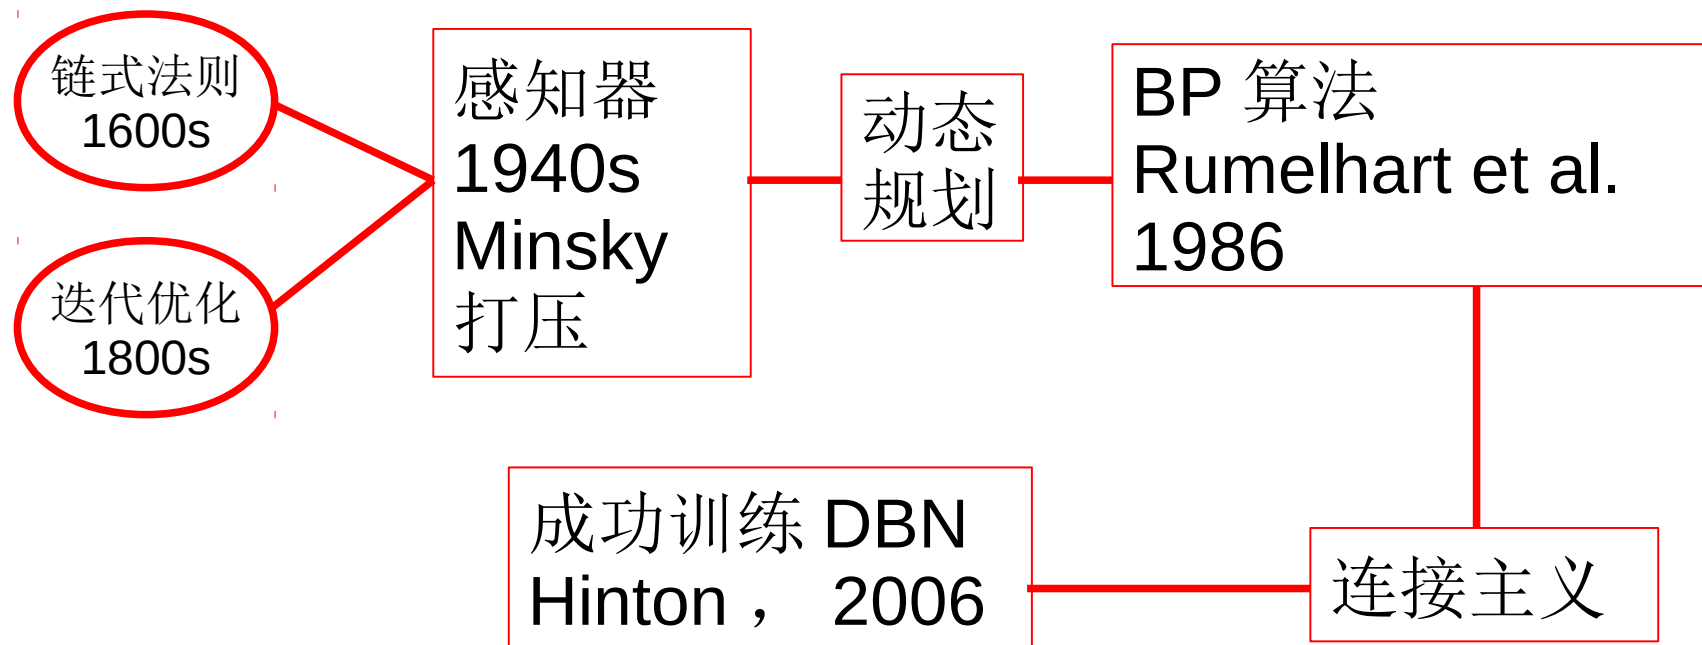 链式法则
1600s
迭代优化
1800s
感知器
1940s
Minsky
打压
动态
规划
BP 算法
Rumelhart et al.
1986
连接主义
成功训练 DBN
Hinton ， 2006